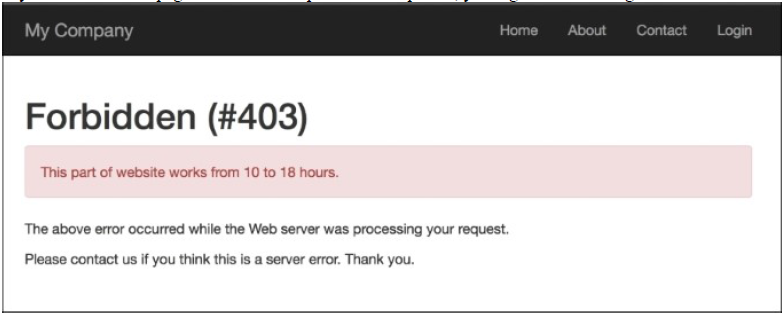 My Company
Home About Contact Login
Forbidden (#403)
This part of website works from 10 to 18 hours.
The above error occurred while the Web server was processing your request.
Please contact us if you think this is a server error. Thank you.